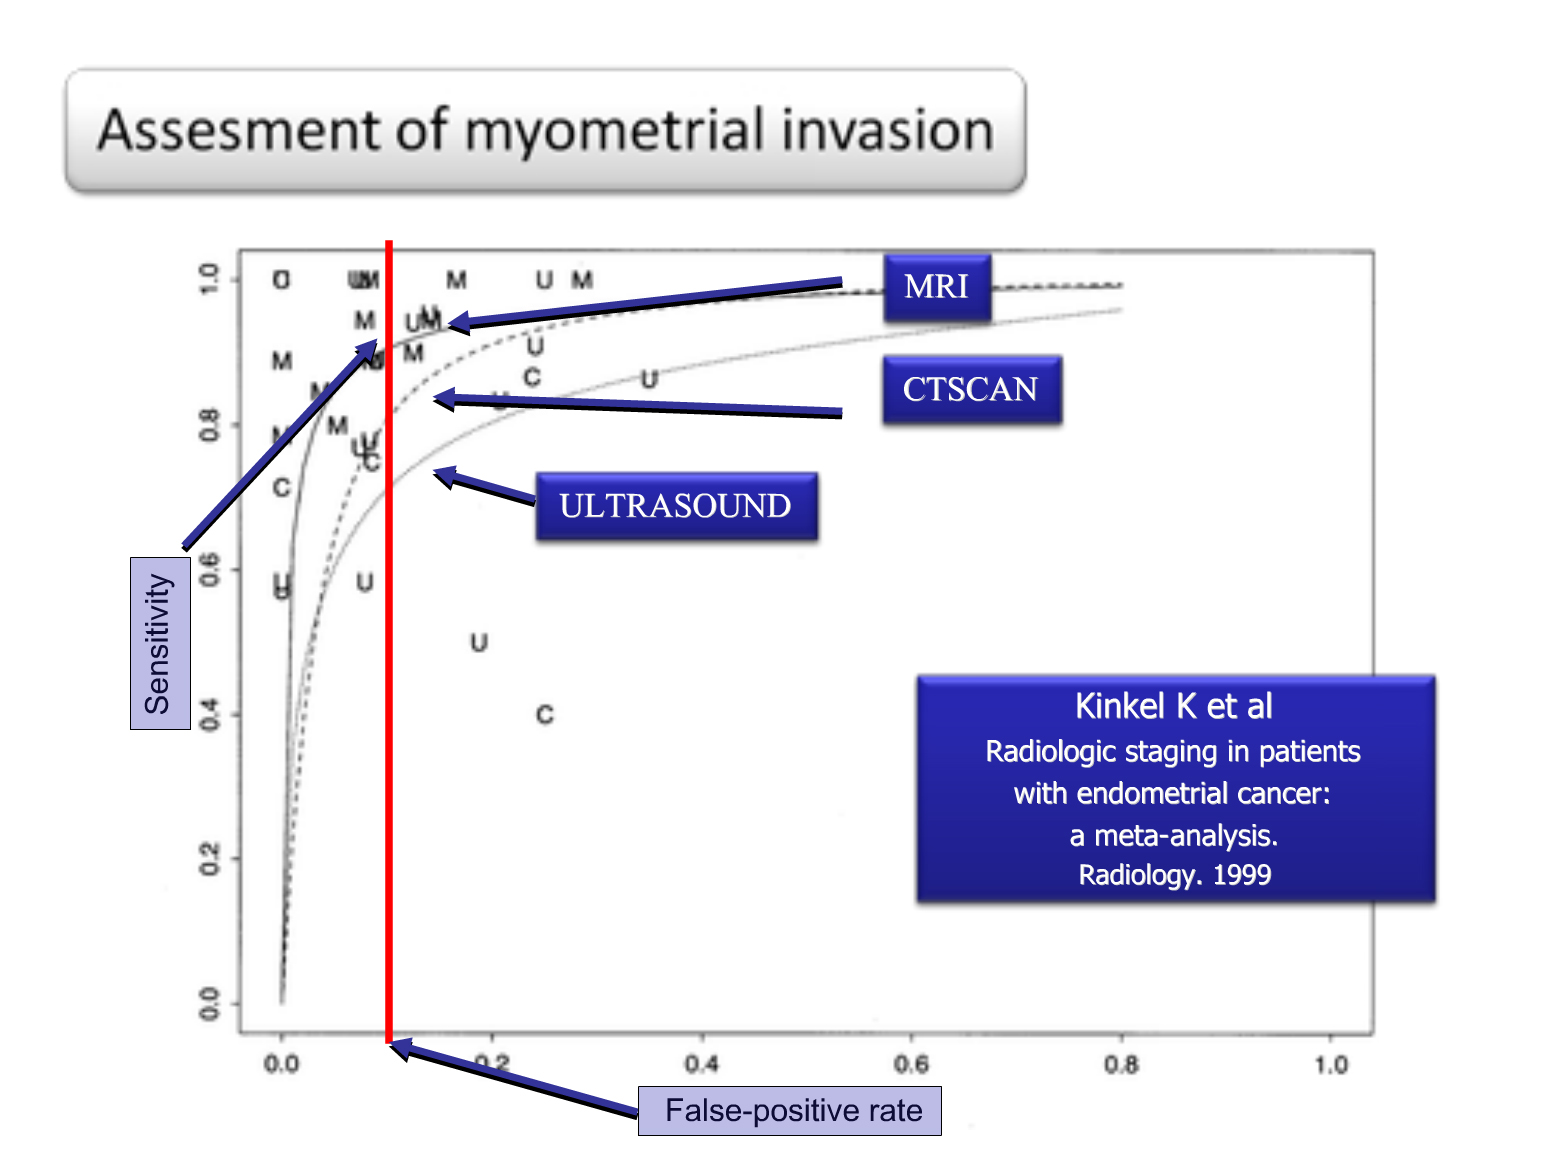 Assesment of myometrial invasion
MRI
CTSCAN
ULTRASOUND
Sensitivity
Kinkel K et al
Radiologic staging in patients
with endometrial cancer:
a meta-analysis.
Radiology. 1999
1.0
0.8
0.6
0.4
0.2
0.0
0.0 0.2 0.4 0.6 0.8 1.0
False-positive rate
M U M
M
M
M
M
M
M
C
U
C
U
U
U
C